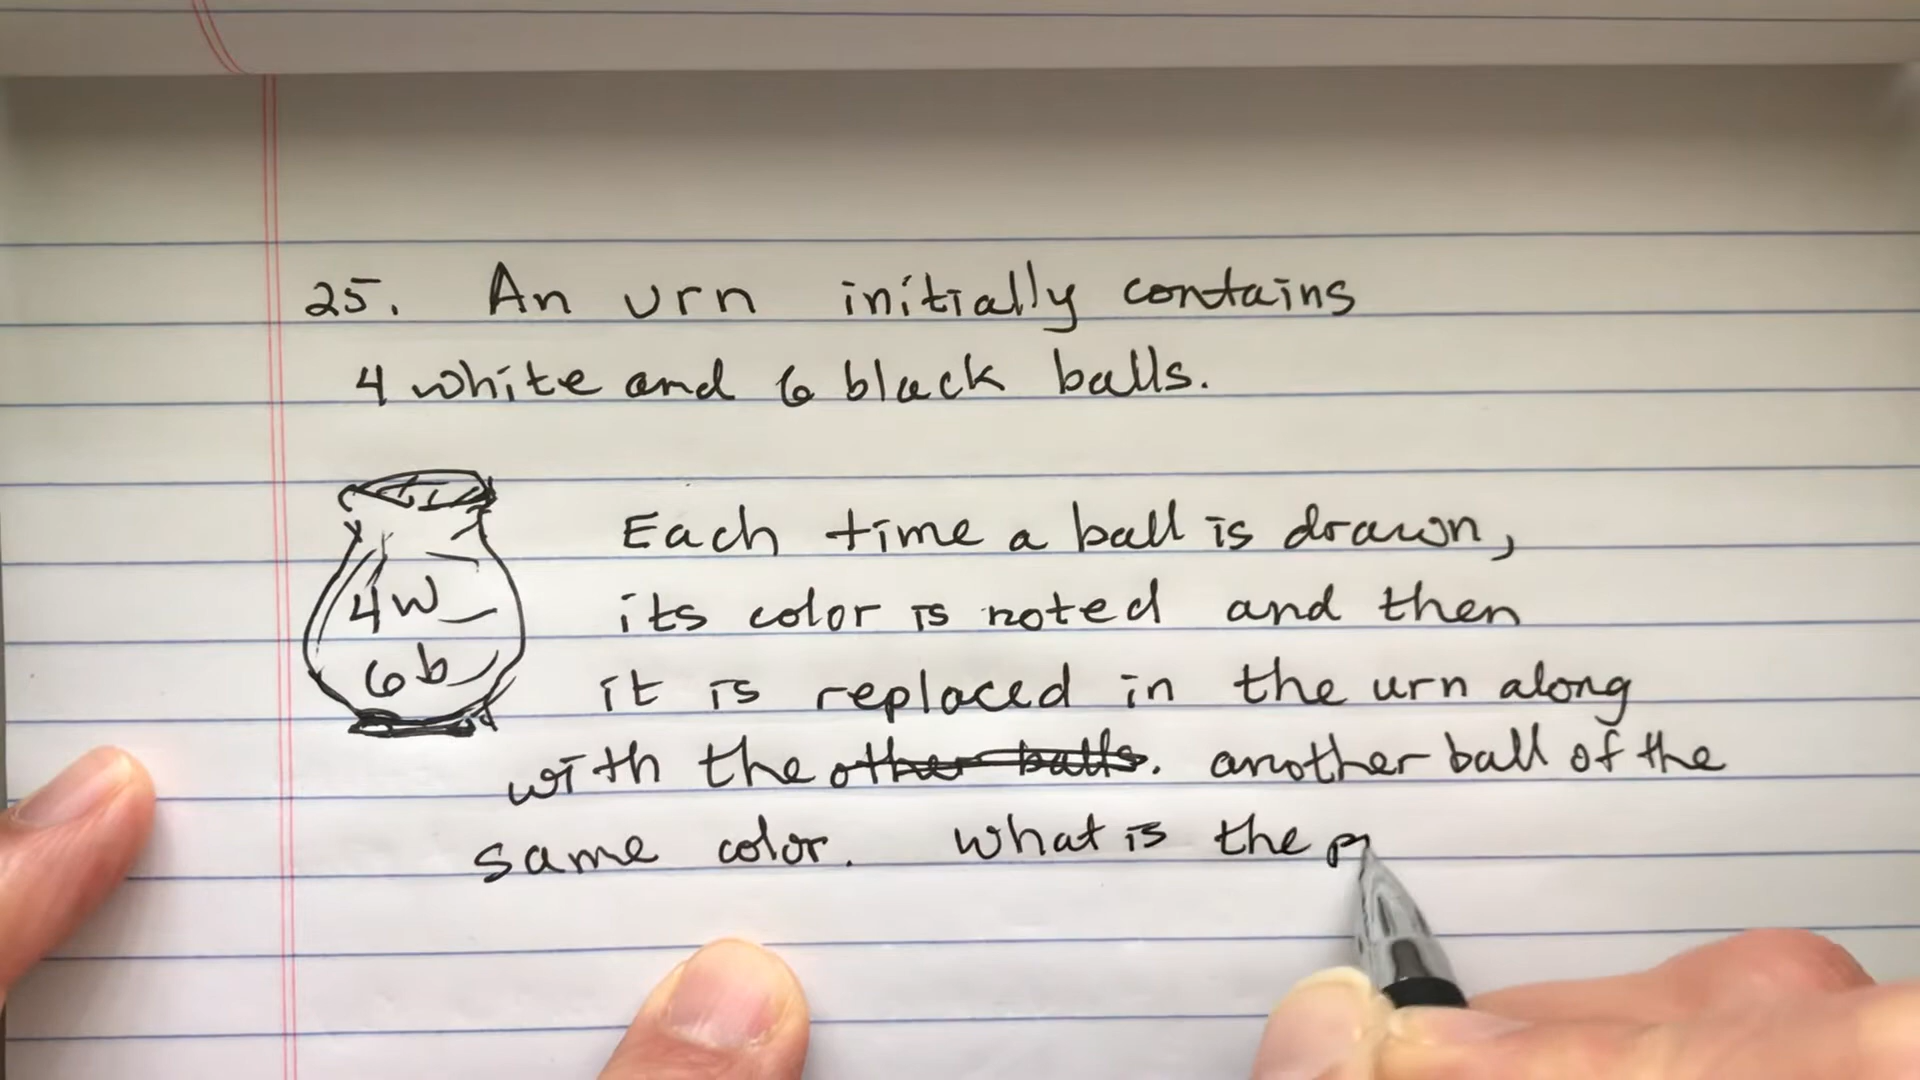 25. An urn initially contains
4 white and 6 black balls.
4w
6b
Each time a ball is drawn,
its color is noted and then
it is replaced in the urn along
with the other balls. another ball of the
same color. What is the p